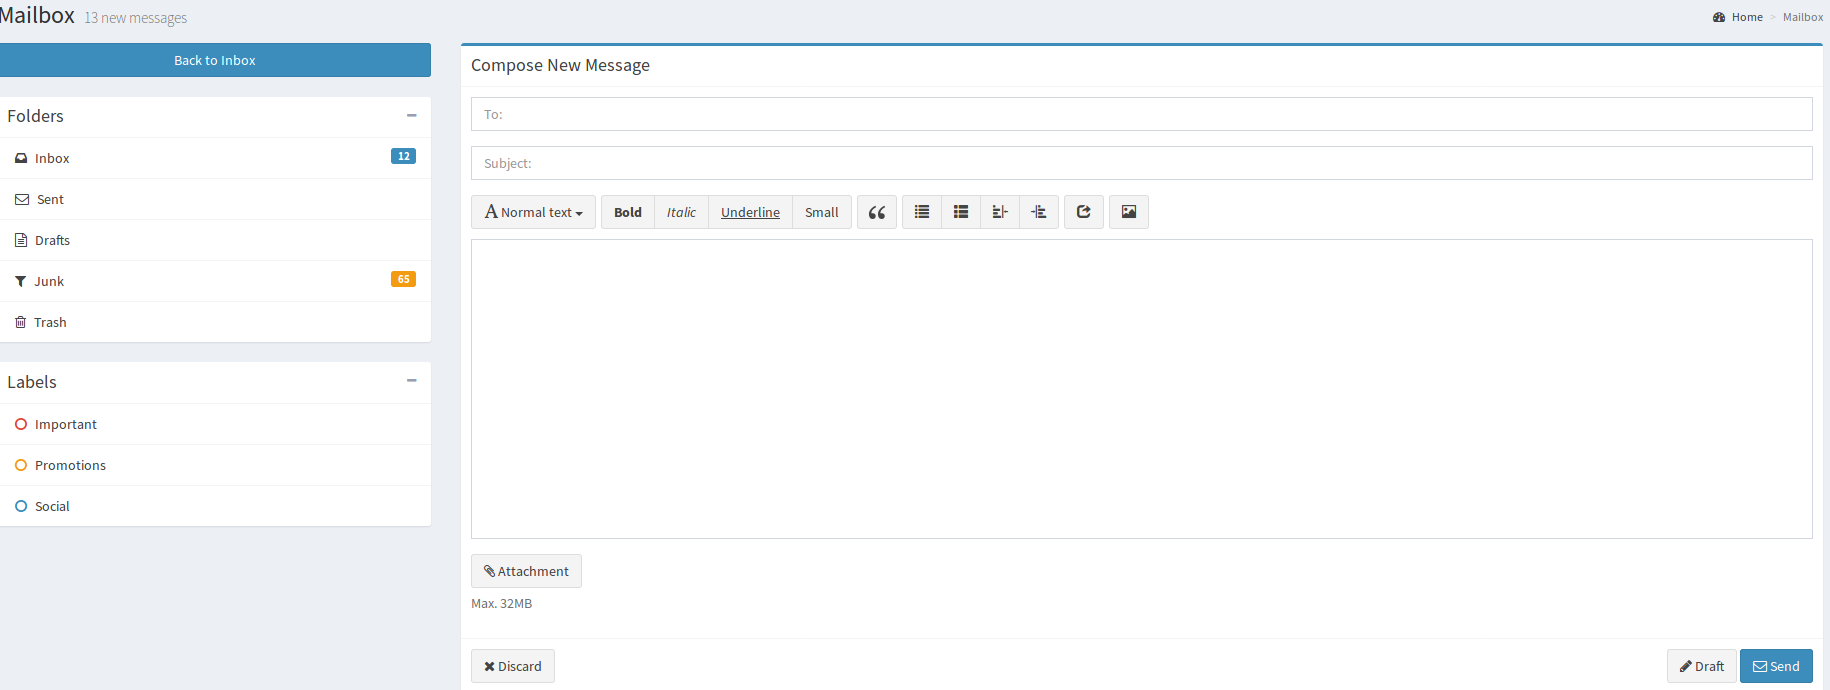 Mailbox 13 new messages
Home > Mailbox
Back to Inbox
Folders
Inbox 12
Sent
Drafts
Junk 65
Trash
Labels
Important
Promotions
Social
Compose New Message
To:
Subject:
A Normal text Bold Italic Underline Small
Attachment
Max. 32MB
Discard
Draft
Send